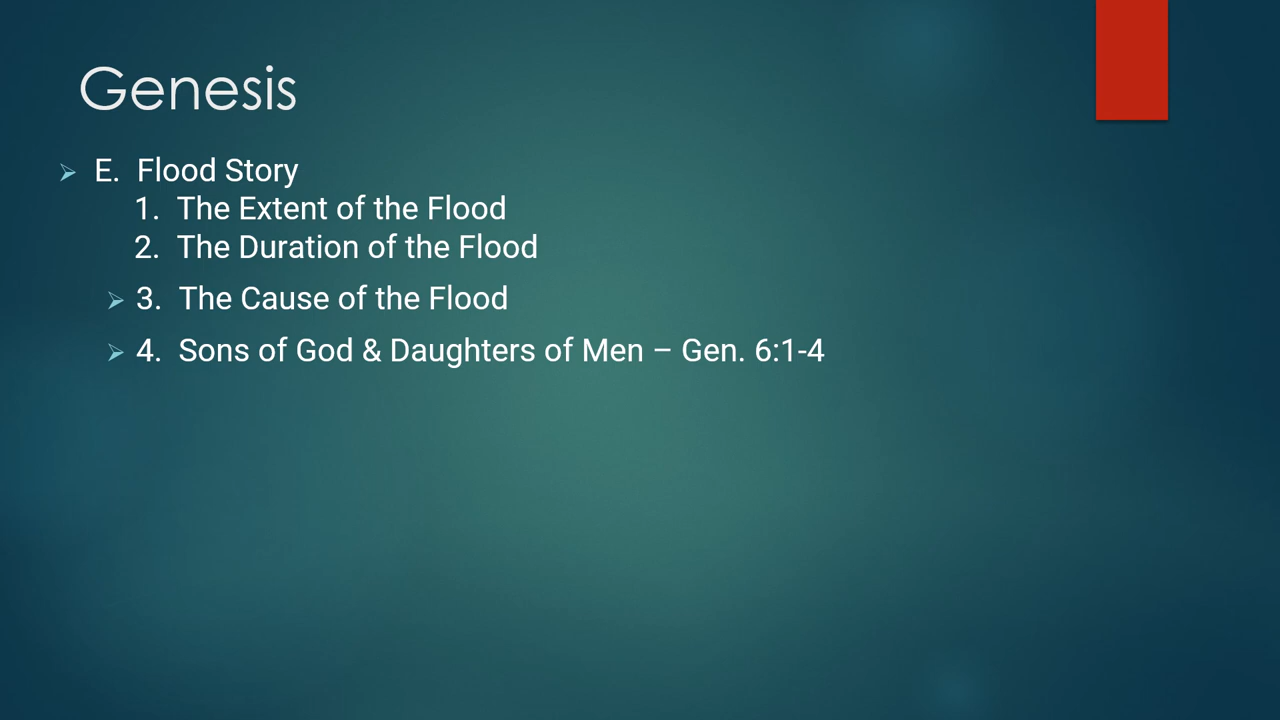 Genesis
➢ E. Flood Story
1. The Extent of the Flood
2. The Duration of the Flood
➢ 3. The Cause of the Flood
➢ 4. Sons of God & Daughters of Men – Gen. 6:1-4